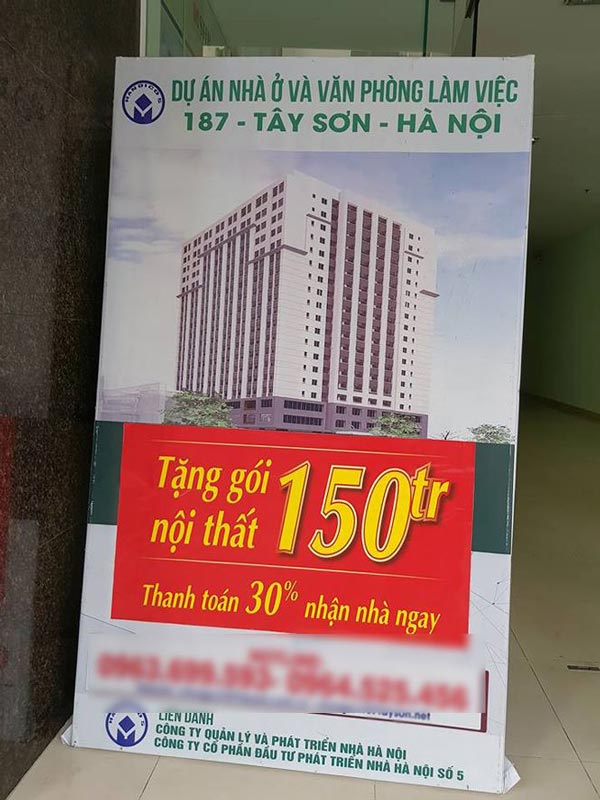 HANDICO 5
DỰ ÁN NHÀ Ở VÀ VĂN PHÒNG LÀM VIỆC
187 - TÂY SƠN - HÀ NỘI
Tặng gói
nội thất
150tr
Thanh toán 30% nhận nhà ngay
LIÊN DANH
CÔNG TY QUẢN LÝ VÀ PHÁT TRIỂN NHÀ HÀ NỘI
CÔNG TY CỔ PHẦN ĐẦU TƯ PHÁT TRIỂN NHÀ HÀ NỘI SỐ 5